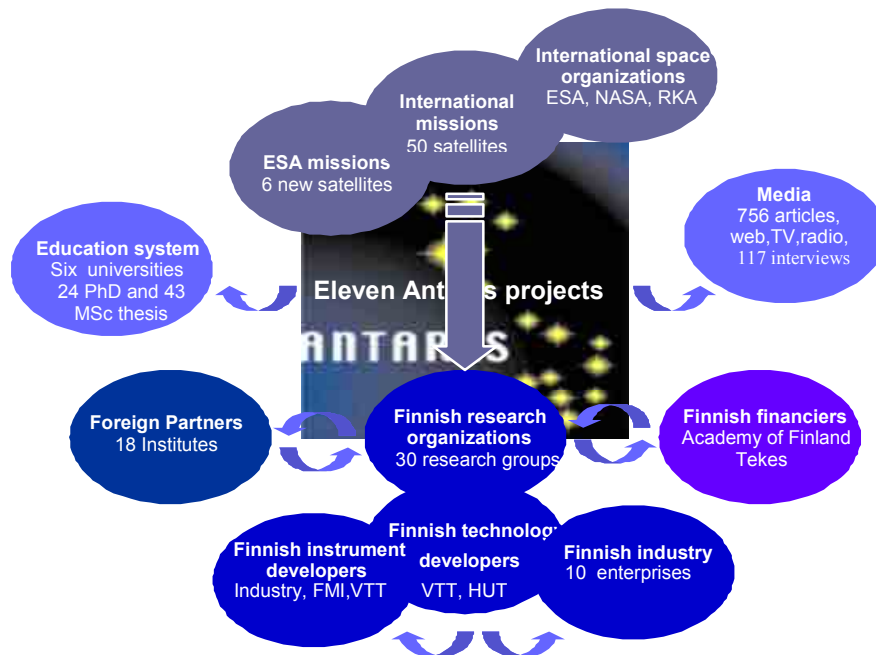 International space
organizations
ESA, NASA, RKA
International
missions
50 satellites
ESA missions
6 new satellites
Media
756 articles,
web,TV,radio,
117 interviews
Education system
Six universities
24 PhD and 43
MSc thesis
Eleven Antares projects
ANTARES
Foreign Partners
18 Institutes
Finnish research
organizations
30 research groups
Finnish financiers
Academy of Finland
Tekes
Finnish instrument
developers
Industry, FMI,VTT
Finnish technology
developers
VTT, HUT
Finnish industry
10 enterprises